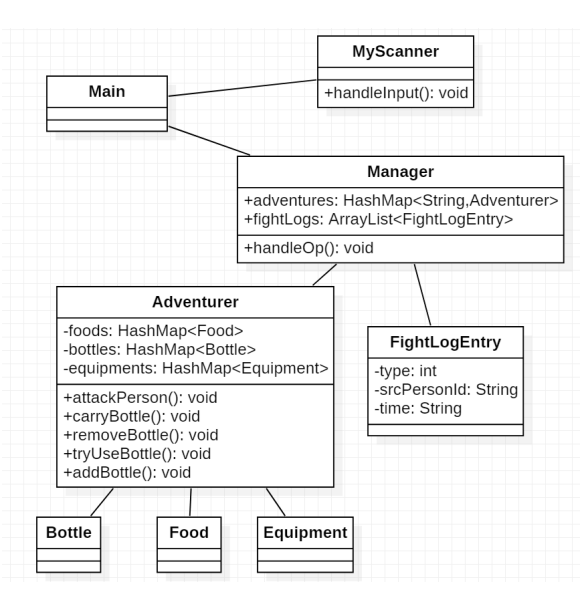 MyScanner
+handleInput(): void
Main
Manager
+adventures: HashMap<String,Adventurer>
+fightLogs: ArrayList<FightLogEntry>
+handleOp(): void
Adventurer
-foods: HashMap<Food>
-bottles: HashMap<Bottle>
-equipments: HashMap<Equipment>
+attackPerson(): void
+carryBottle(): void
+removeBottle(): void
+tryUseBottle(): void
+addBottle(): void
FightLogEntry
-type: int
-srcPersonId: String
-time: String
Bottle
Food
Equipment